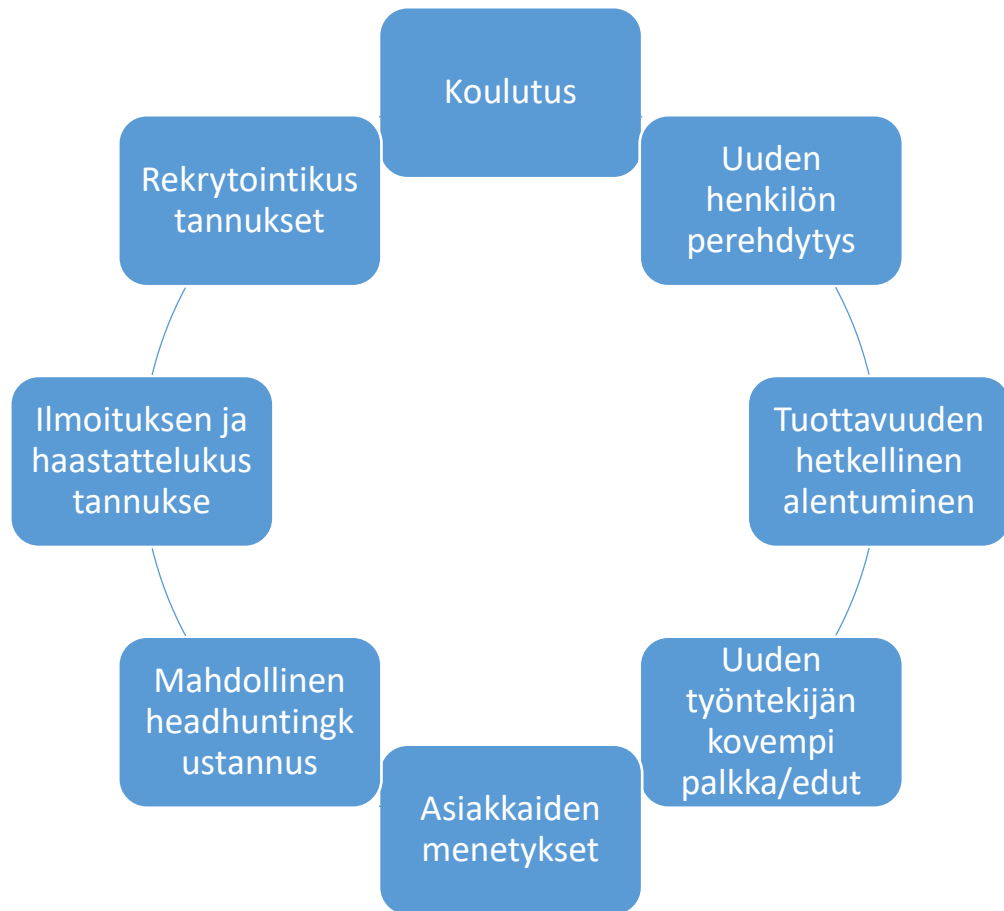 Koulutus
Uuden
henkilön
perehdytys
Tuottavuuden
hetkellinen
alentuminen
Uuden
työntekijän
kovempi
palkka/edut
Asiakkaiden
menetykset
Mahdollinen
headhuntingk
ustannus
Ilmoituksen ja
haastattelukus
tannukse
Rekrytointikus
tannukset